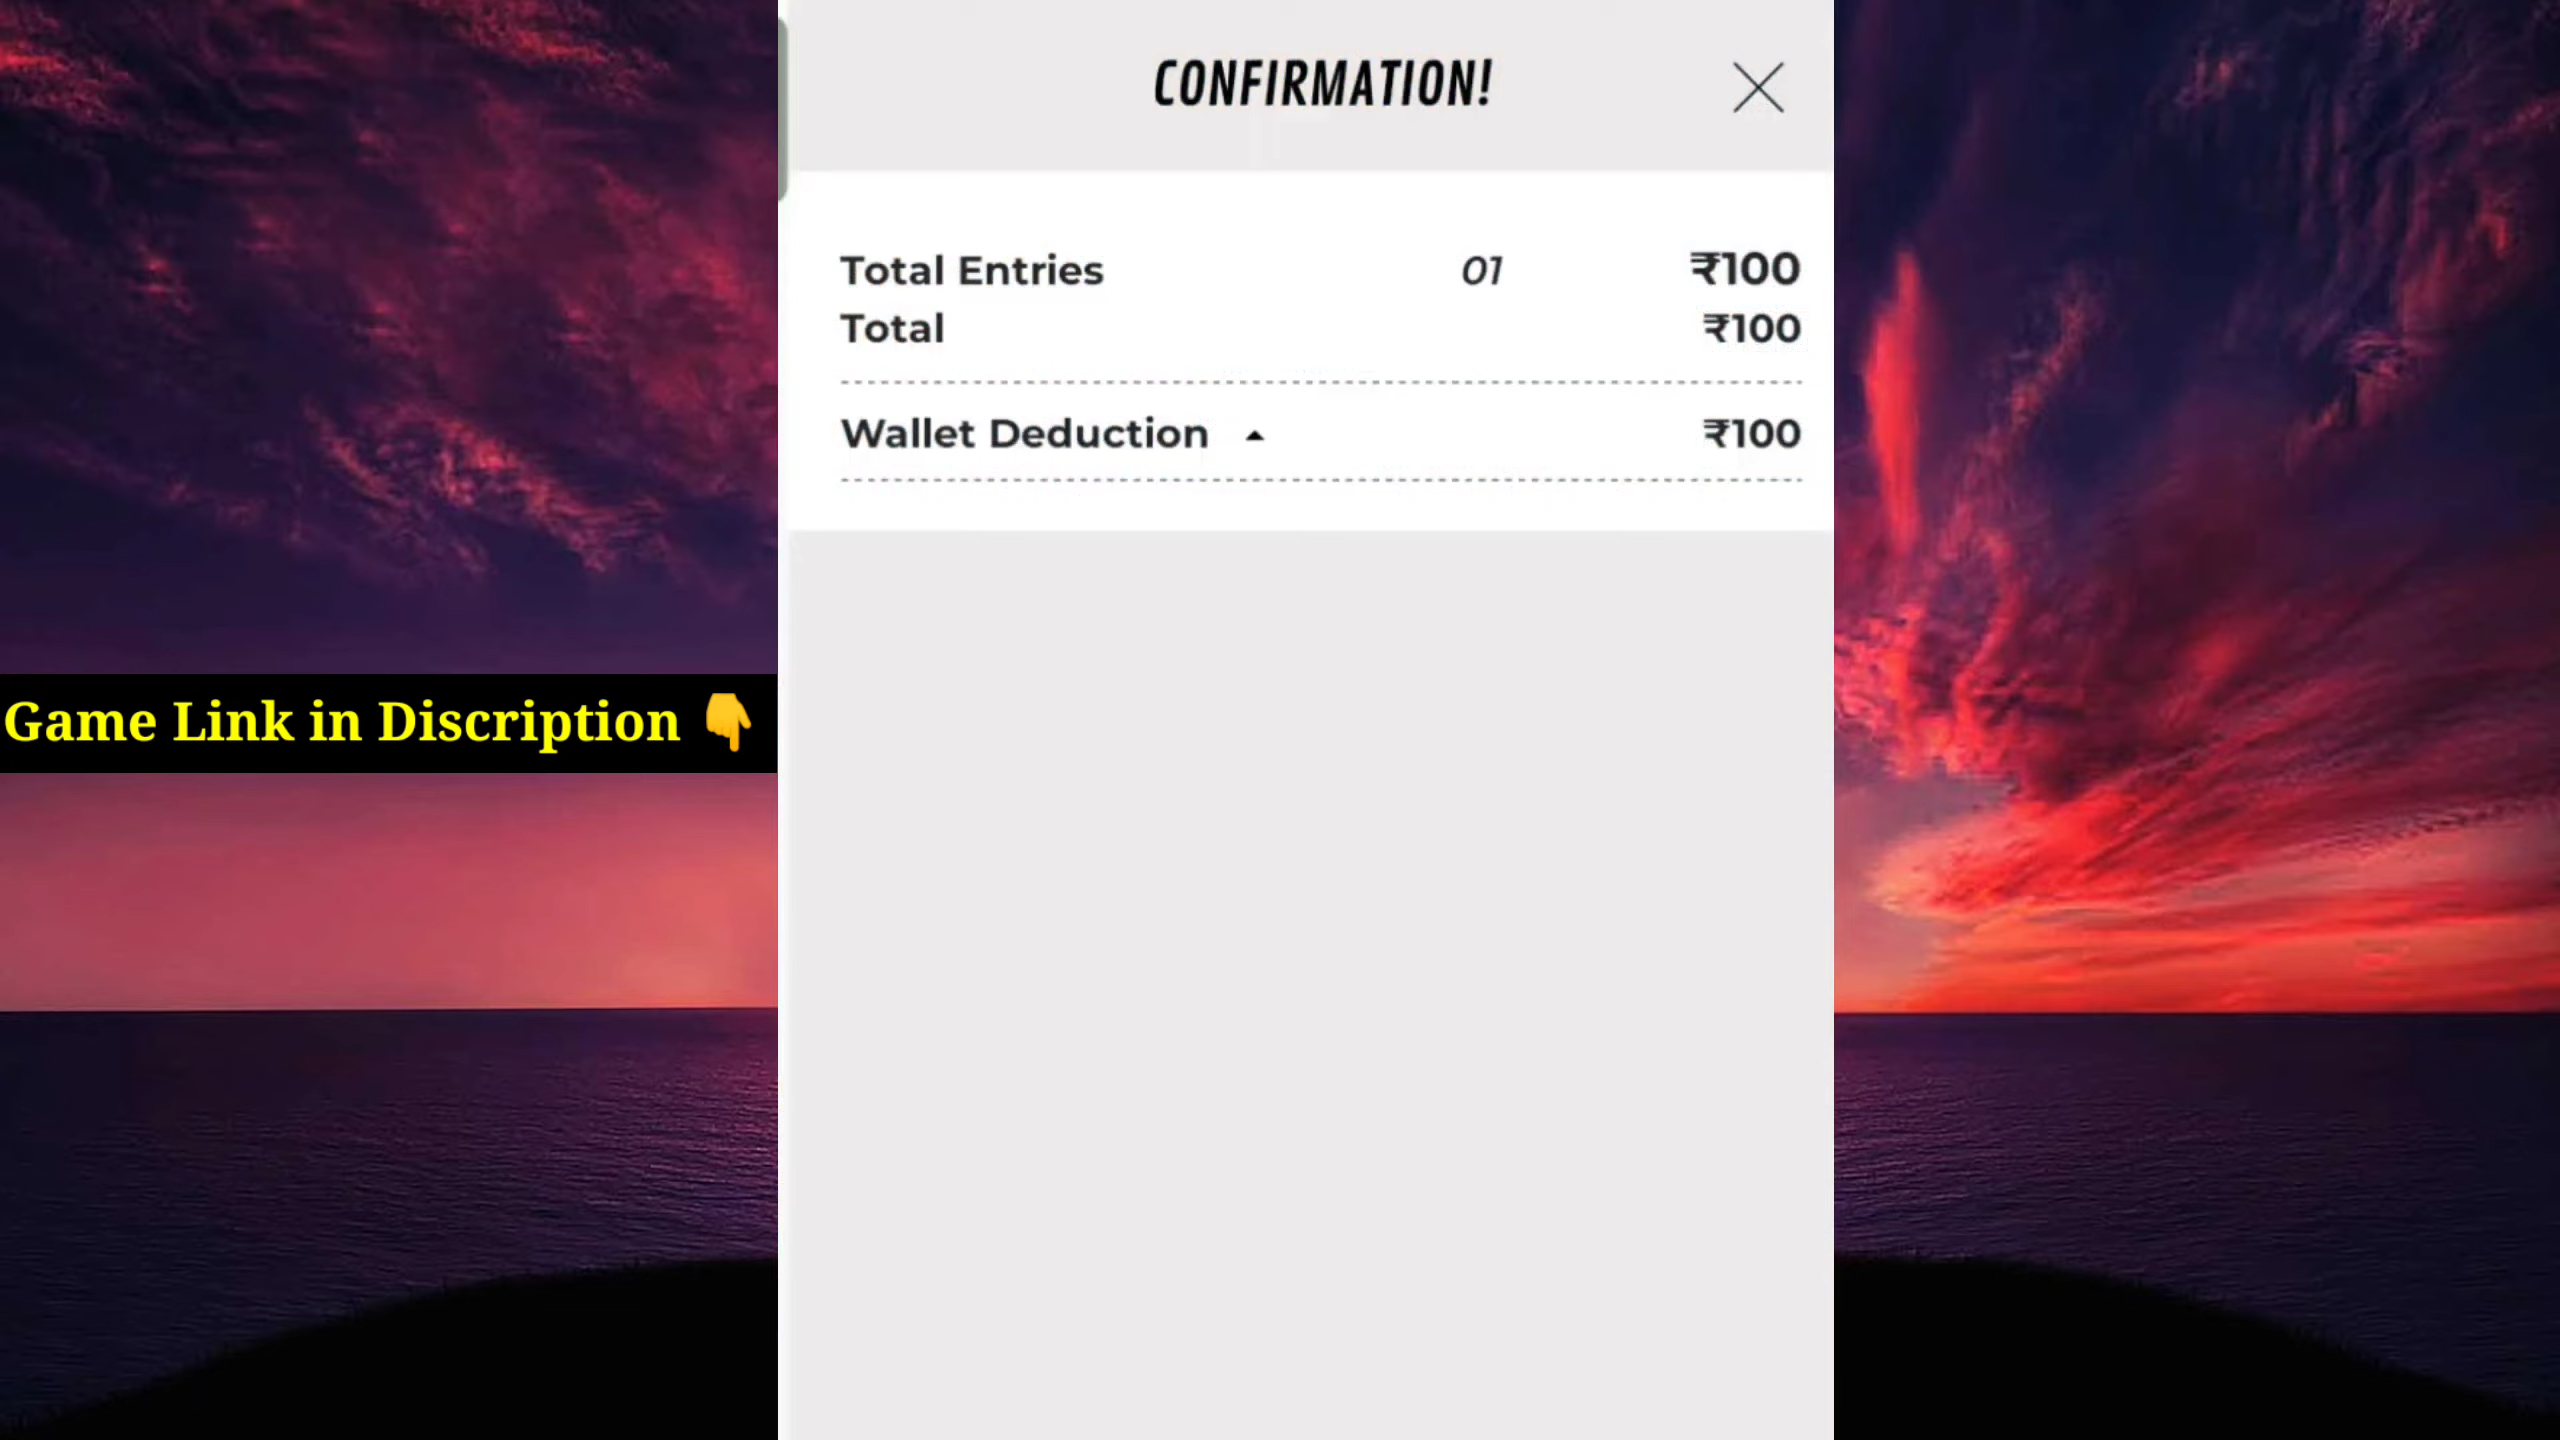 CONFIRMATION!
Total Entries 01 ₹100
Total ₹100
Wallet Deduction ₹100
Game Link in Discription 👇